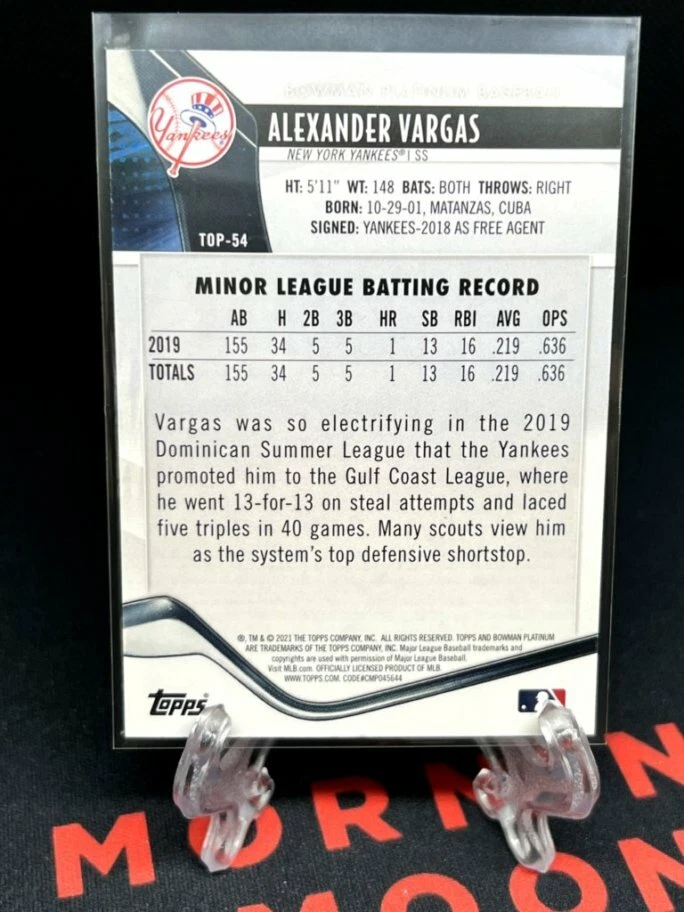 BOWMAN PLATINUM BASEBALL
Yankees
ALEXANDER VARGAS
NEW YORK YANKEES® | SS
HT: 5'11" WT: 148 BATS: BOTH THROWS: RIGHT
BORN: 10-29-01, MATANZAS, CUBA
SIGNED: YANKEES-2018 AS FREE AGENT
TOP-54
MINOR LEAGUE BATTING RECORD
AB H 2B 3B HR SB RBI AVG OPS
2019 155 34 5 5 1 13 16 .219 .636
TOTALS 155 34 5 5 1 13 16 .219 .636
Vargas was so electrifying in the 2019
Dominican Summer League that the Yankees
promoted him to the Gulf Coast League, where
he went 13-for-13 on steal attempts and laced
five triples in 40 games. Many scouts view him
as the system's top defensive shortstop.
®, TM & © 2021 THE TOPPS COMPANY, INC. ALL RIGHTS RESERVED. TOPPS AND BOWMAN PLATINUM
ARE TRADEMARKS OF THE TOPPS COMPANY, INC. Major League Baseball trademarks and
copyrights are used with permission of Major League Baseball.
Visit MLB.com. OFFICIALLY LICENSED PRODUCT OF MLB.
WWW.TOPPS.COM CODE#CMP045644
Topps®
MORNIN
MOON